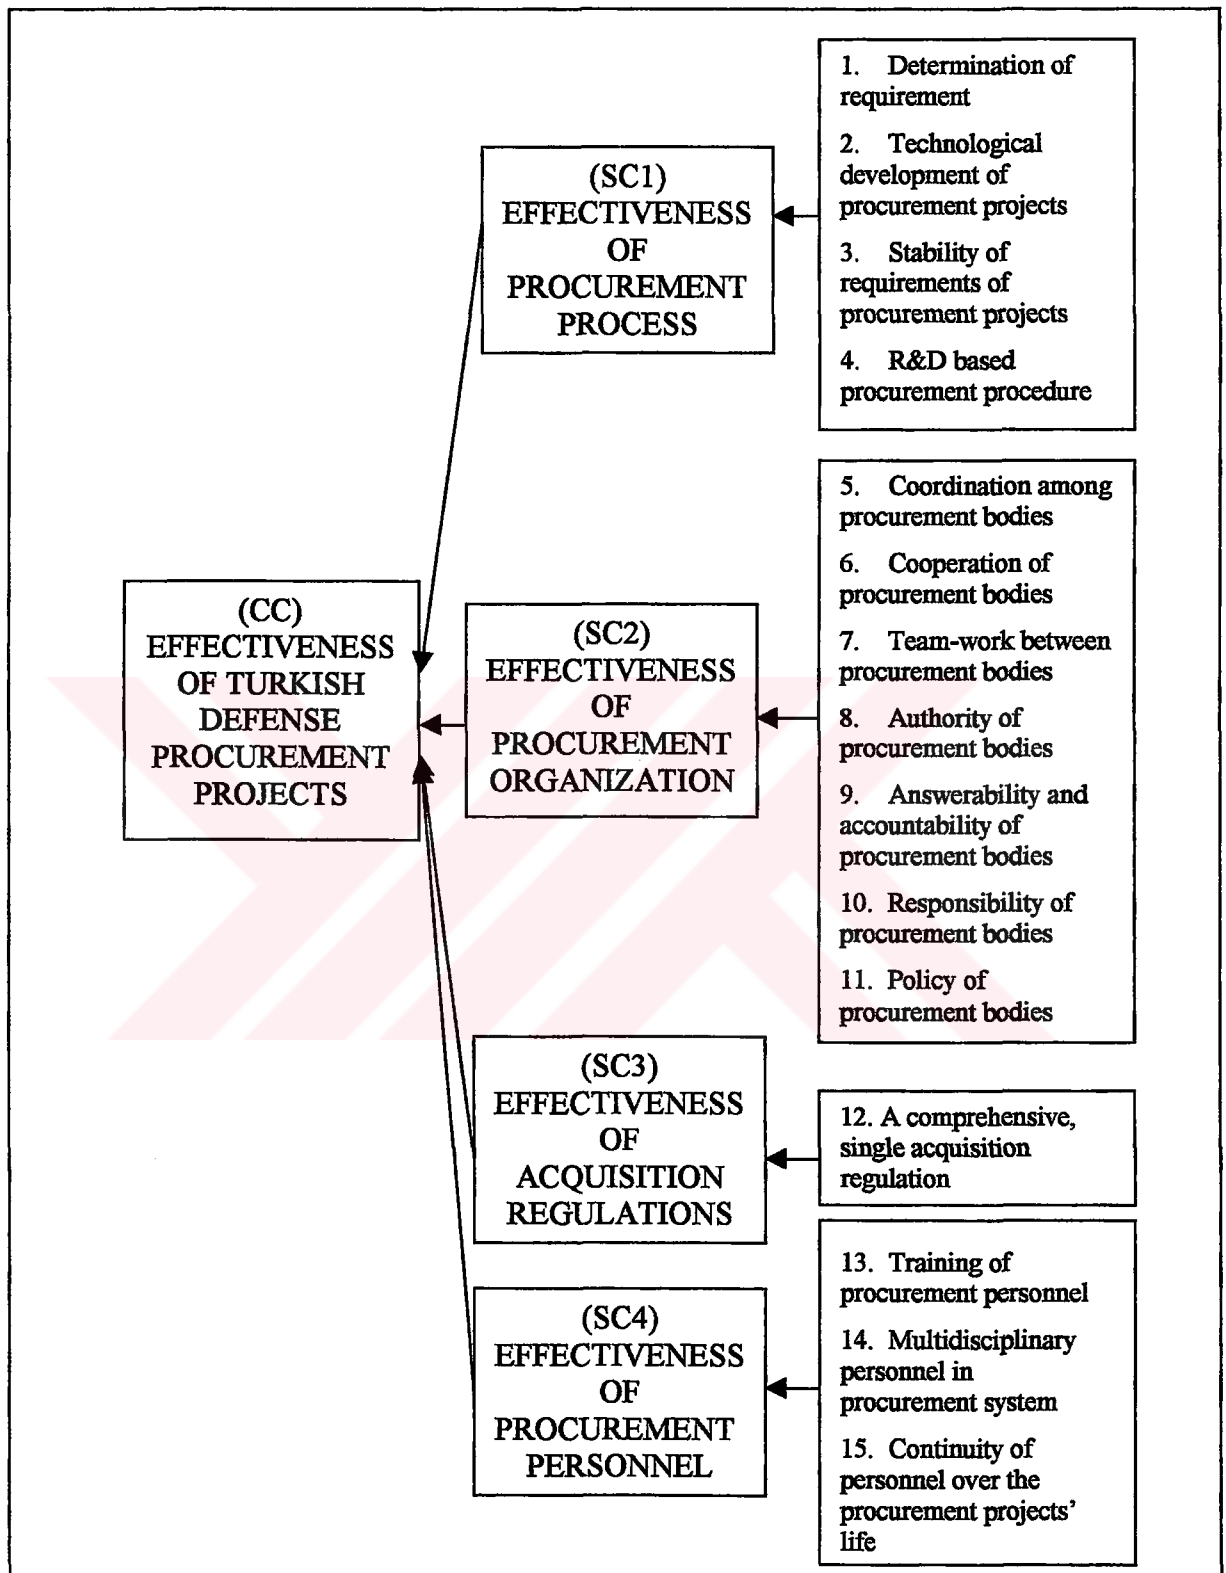 1. Determination of
requirement
2. Technological
development of
procurement projects
3. Stability of
requirements of
procurement projects
4. R&D based
procurement procedure
(SC1)
EFFECTIVENESS
OF
PROCUREMENT
PROCESS
5. Coordination among
procurement bodies
6. Cooperation of
procurement bodies
7. Team-work between
procurement bodies
8. Authority of
procurement bodies
9. Answerability and
accountability of
procurement bodies
10. Responsibility of
procurement bodies
11. Policy of
procurement bodies
(SC2)
EFFECTIVENESS
OF
PROCUREMENT
ORGANIZATION
(CC)
EFFECTIVENESS
OF TURKISH
DEFENSE
PROCUREMENT
PROJECTS
(SC3)
EFFECTIVENESS
OF
ACQUISITION
REGULATIONS
12. A comprehensive,
single acquisition
regulation
(SC4)
EFFECTIVENESS
OF
PROCUREMENT
PERSONNEL
13. Training of
procurement personnel
14. Multidisciplinary
personnel in
procurement system
15. Continuity of
personnel over the
procurement projects'
life